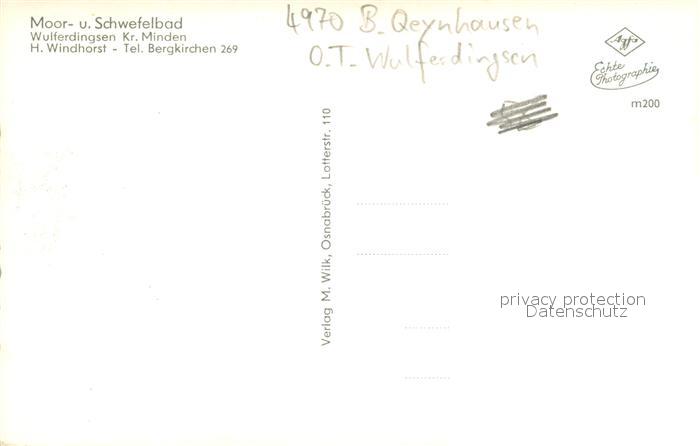 Moor- u. Schwefelbad
Wulferdingsen Kr. Minden
H. Windhorst - Tel. Bergkirchen 269
4970 B. Oeynhausen
O.T. Wulferdingsen
Agfa
Echte
Photographie
m200
Verlag M. Wilk, Osnabrück, Lotterstr. 110
privacy protection
Datenschutz